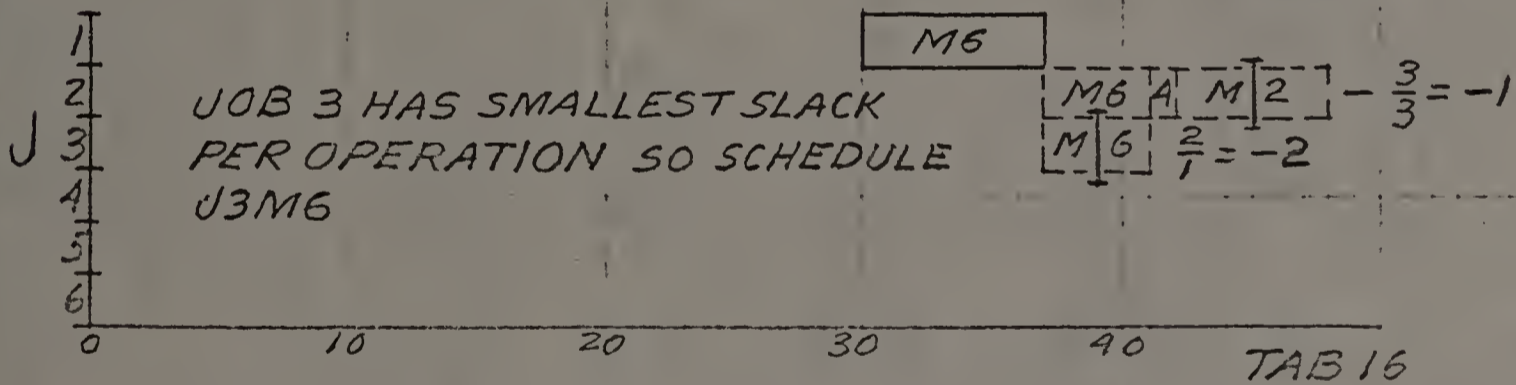 J
1
2
3
4
5
6
M6
M6 4 M 2 - 3/3 = -1
JOB 3 HAS SMALLEST SLACK
PER OPERATION SO SCHEDULE
J3M6
M 6 2/1 = -2
0 10 20 30 40
TAB 16